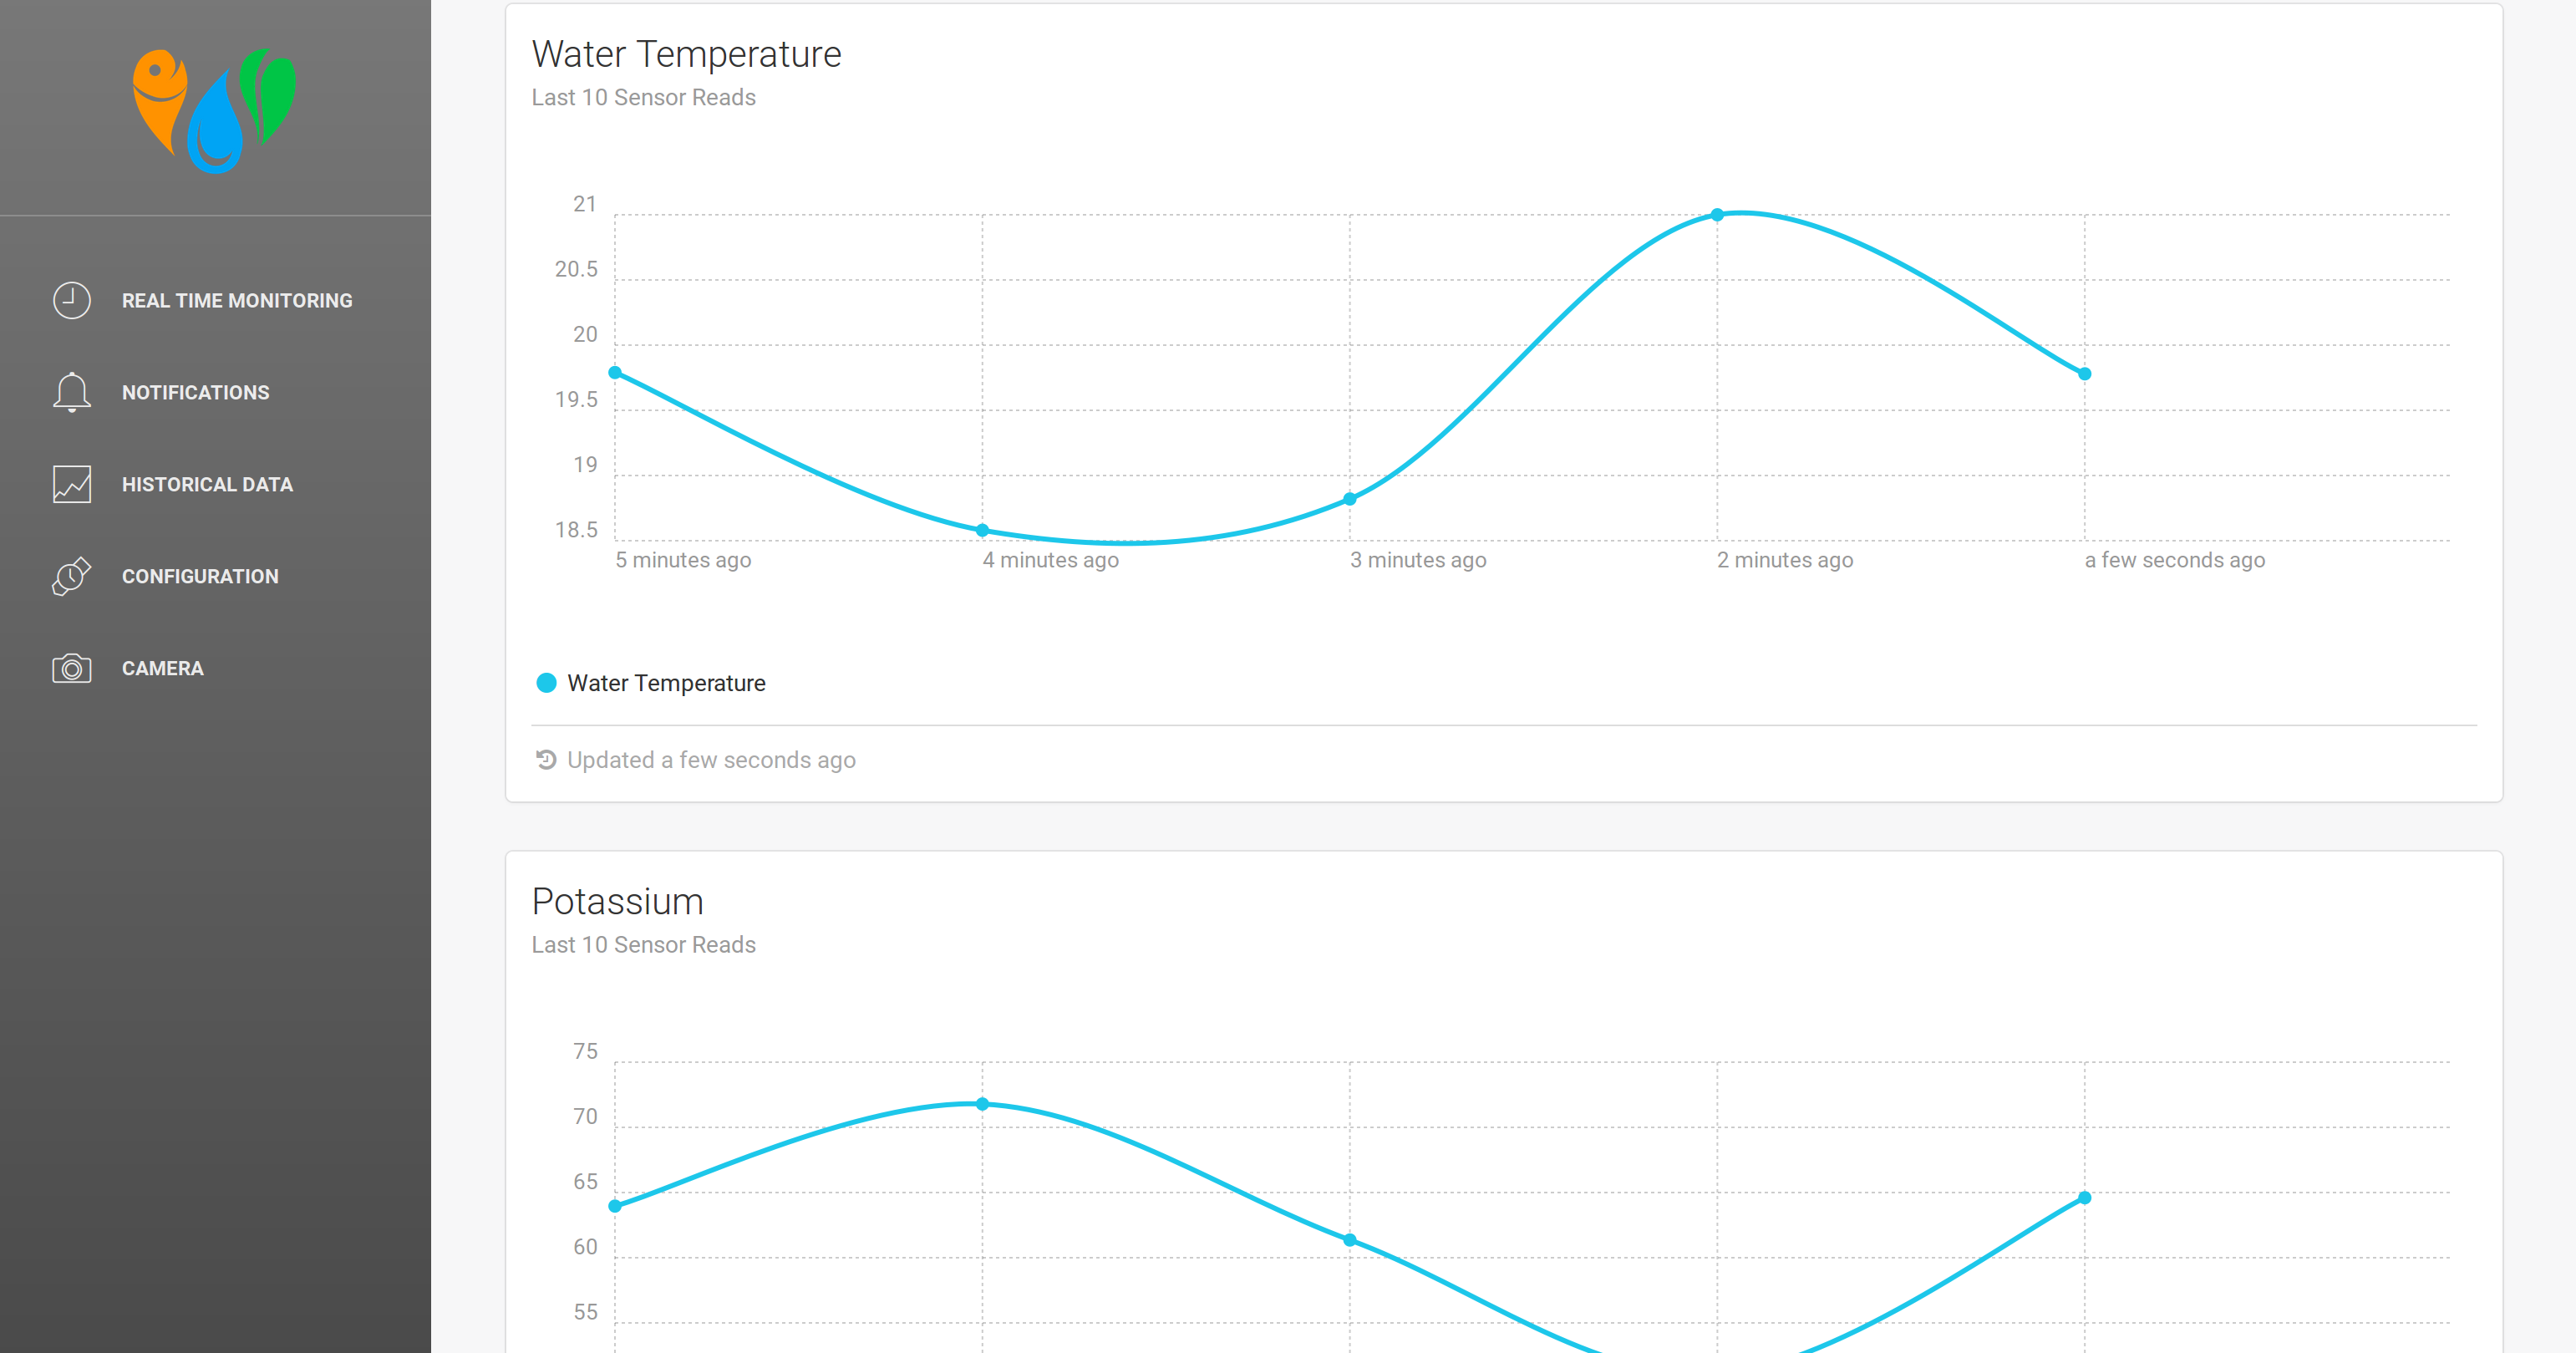 REAL TIME MONITORING
NOTIFICATIONS
HISTORICAL DATA
CONFIGURATION
CAMERA
Water Temperature
Last 10 Sensor Reads
21
20.5
20
19.5
19
18.5
5 minutes ago 4 minutes ago 3 minutes ago 2 minutes ago a few seconds ago
Water Temperature
Updated a few seconds ago
Potassium
Last 10 Sensor Reads
75
70
65
60
55